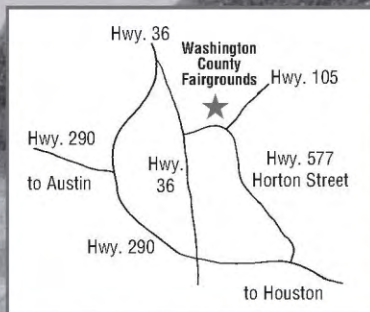 Hwy. 36
Washington
County
Fairgrounds
Hwy. 105
Hwy. 290
to Austin
Hwy.
36
Hwy. 577
Horton Street
Hwy. 290
to Houston